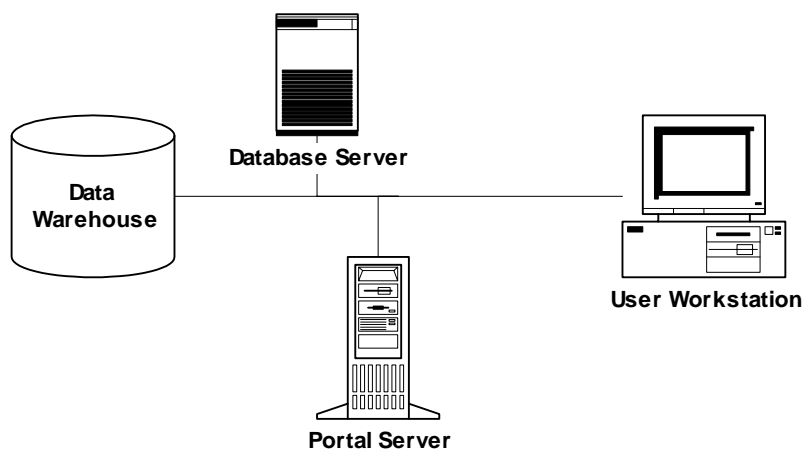 Database Server
Data
Warehouse
User Workstation
Portal Server